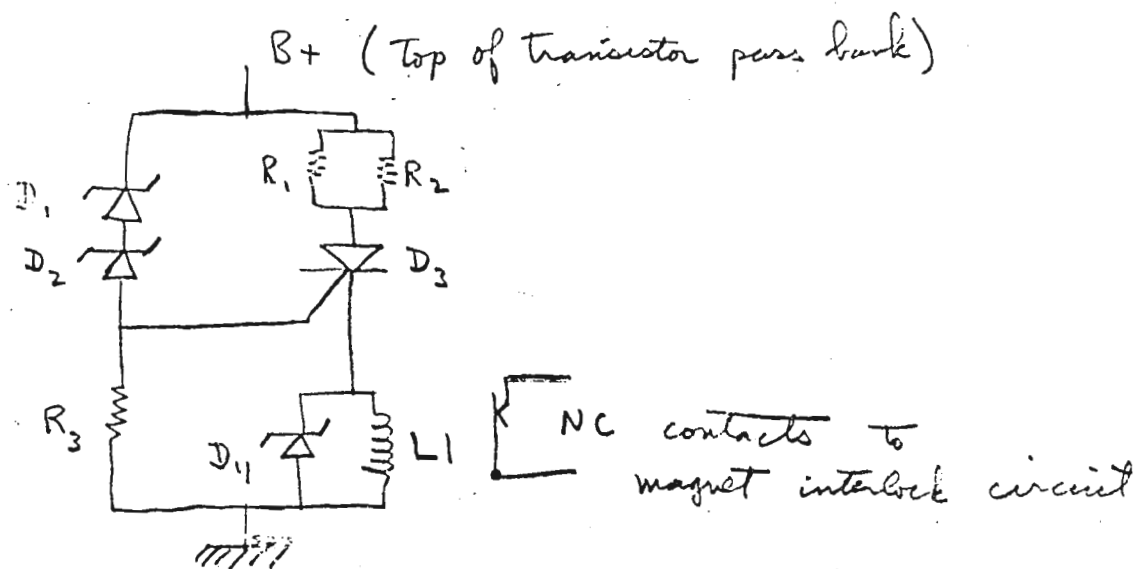 B+ (Top of transistor pass bank)
R1 R2
D1
D2 D3
R3 D4 L1 NC contacts to
magnet interlock circuit